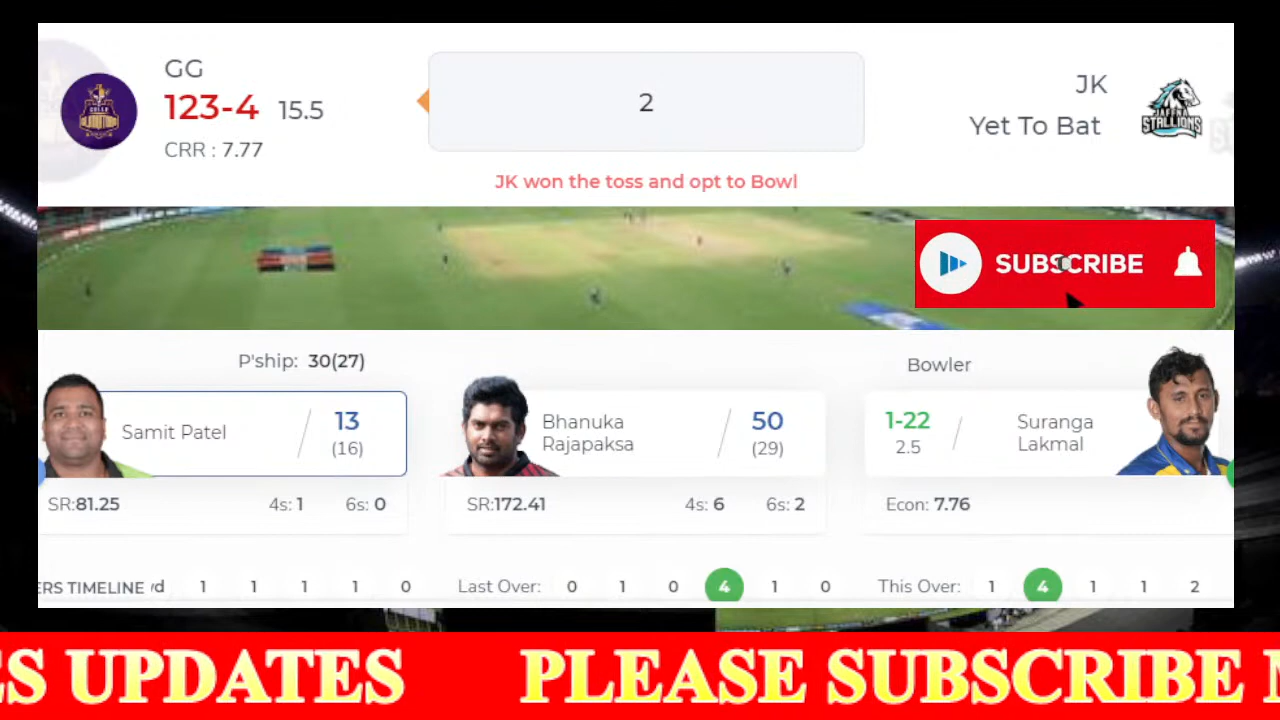 GG
123-4 15.5
CRR : 7.77
2
JK
Yet To Bat
JAFFNA
STALLIONS
JK won the toss and opt to Bowl
SUBSCRIBE
P'ship: 30(27)
Bowler
Samit Patel
13
(16)
Bhanuka
Rajapaksa
50
(29)
1-22
2.5
Suranga
Lakmal
SR:81.25 4s: 1 6s: 0
SR:172.41 4s: 6 6s: 2
Econ: 7.76
ERS TIMELINE 1 1 1 1 0 Last Over: 0 1 0 4 1 0 This Over: 1 4 1 1 2
ES UPDATES PLEASE SUBSCRIBE